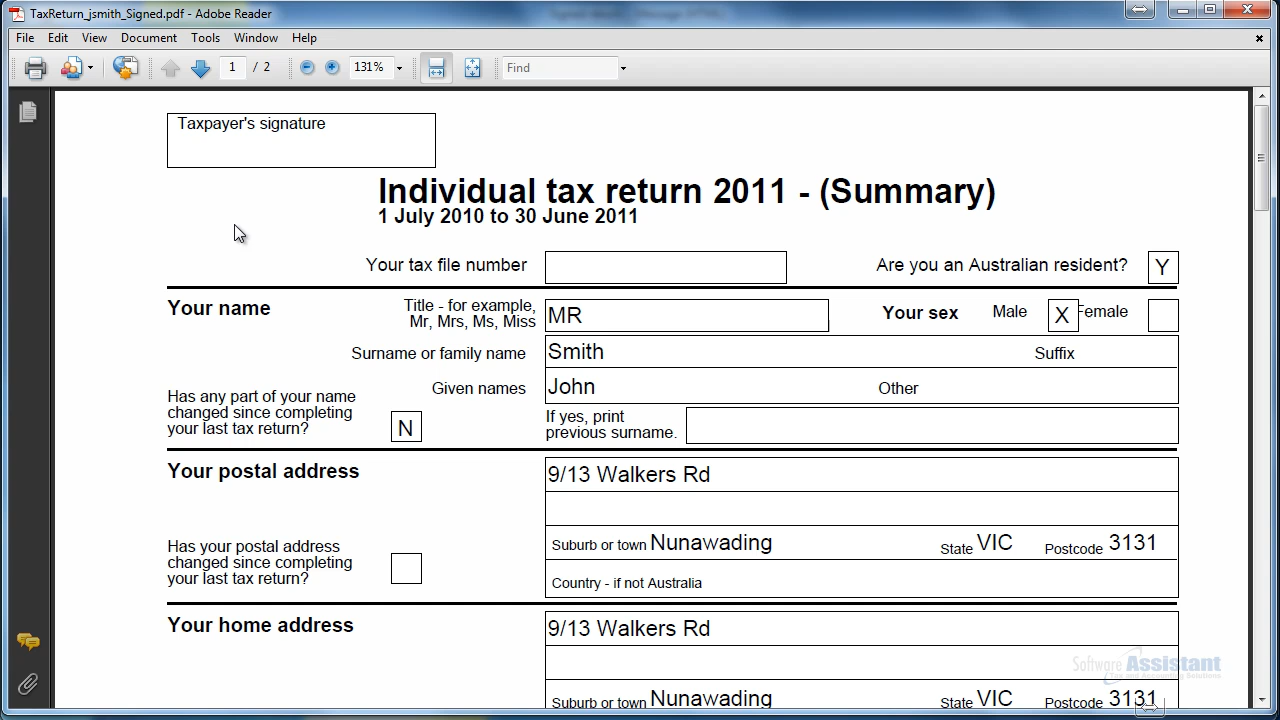 TaxReturn_jsmith_Signed.pdf - Adobe Reader
File Edit View Document Tools Window Help
1 / 2 131% Find
Taxpayer's signature
Individual tax return 2011 - (Summary)
1 July 2010 to 30 June 2011
Your tax file number Are you an Australian resident? Y
Your name Title - for example,
Mr, Mrs, Ms, Miss MR Your sex Male X Female
Surname or family name Smith Suffix
Given names John Other
Has any part of your name
changed since completing
your last tax return? N
If yes, print
previous surname.
Your postal address 9/13 Walkers Rd
Suburb or town Nunawading State VIC Postcode 3131
Has your postal address
changed since completing
your last tax return?
Country - if not Australia
Your home address 9/13 Walkers Rd
Software Assistant
Tax and Accounting Solutions
Suburb or town Nunawading State VIC Postcode 3131